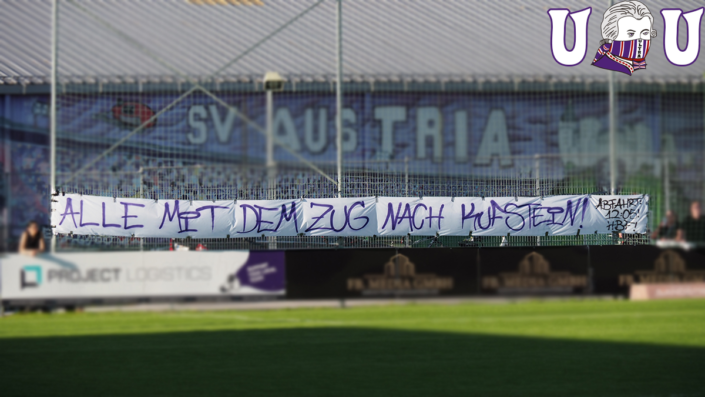 U U
SV AUSTRIA
ALLE MIT DEM ZUG NACH KUFSTEIN!
ABFAHRT:
12:05!
HBF!
PROJECT LOGISTICS